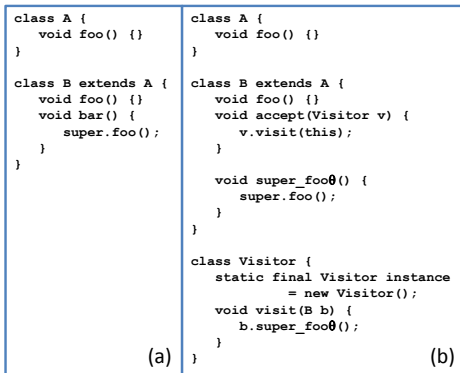 class A {
void foo() {}
}
class B extends A {
void foo() {}
void bar() {
super.foo();
}
}
(a)
class A {
void foo() {}
}
class B extends A {
void foo() {}
void accept(Visitor v) {
v.visit(this);
}
void super_fooθ() {
super.foo();
}
}
class Visitor {
static final Visitor instance
= new Visitor();
void visit(B b) {
b.super_fooθ();
}
}
(b)